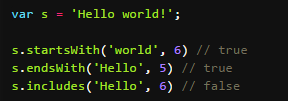 var s = 'Hello world!';
s.startsWith('world', 6) // true
s.endsWith('Hello', 5) // true
s.includes('Hello', 6) // false